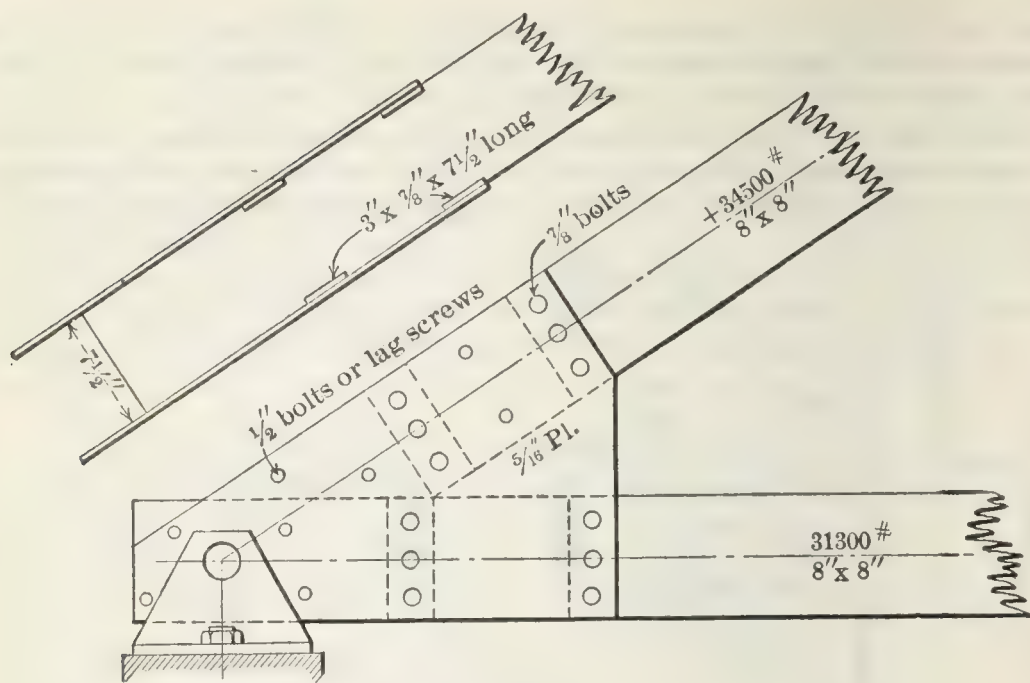 3" x 7/8" x 7 1/2" long
7/8" bolts
+34500#
8" x 8"
7 1/2"
1/2" bolts or lag screws
5/16" Pl.
31300#
8" x 8"